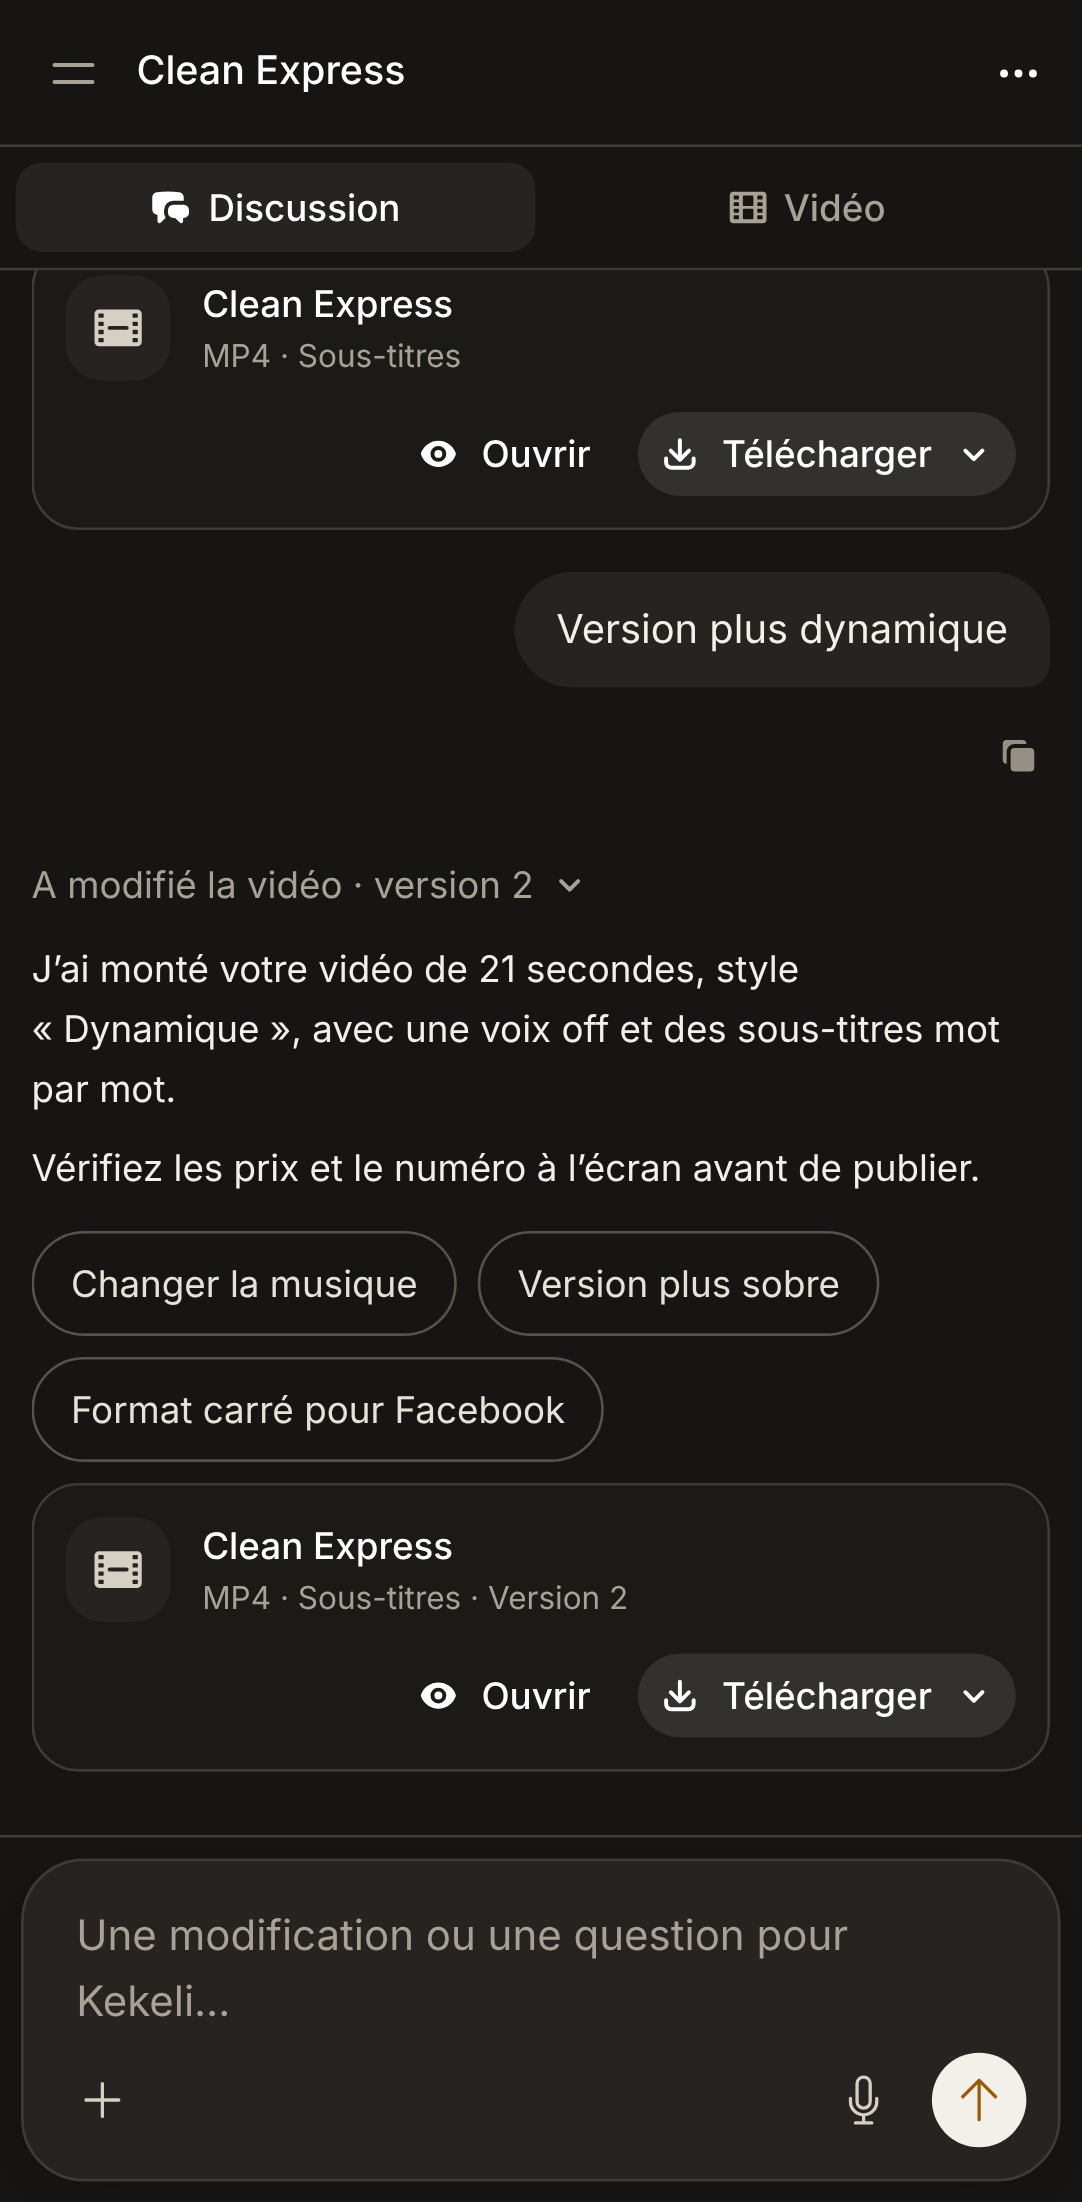 Clean Express
Discussion
Vidéo
Clean Express
MP4 · Sous-titres
Ouvrir
Télécharger
Version plus dynamique
A modifié la vidéo · version 2
J’ai monté votre vidéo de 21 secondes, style
« Dynamique », avec une voix off et des sous-titres mot
par mot.
Vérifiez les prix et le numéro à l’écran avant de publier.
Changer la musique
Version plus sobre
Format carré pour Facebook
Clean Express
MP4 · Sous-titres · Version 2
Ouvrir
Télécharger
Une modification ou une question pour
Kekeli...